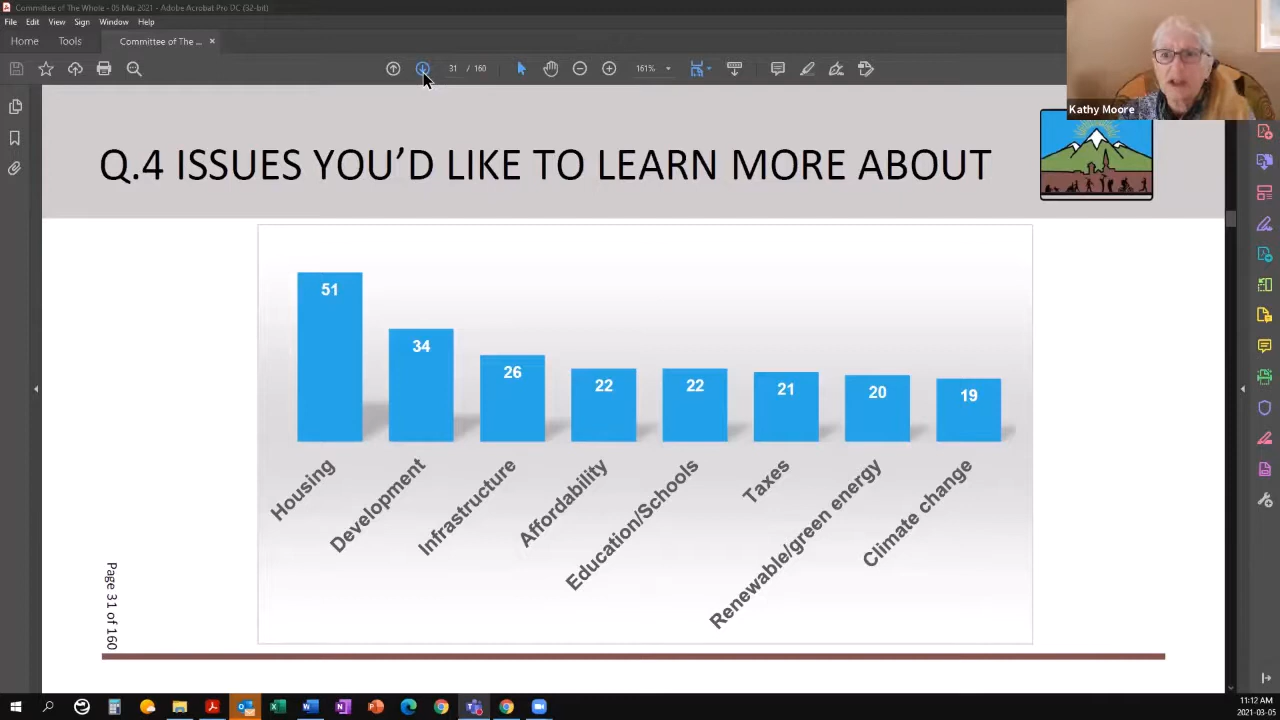 Committee of The Whole - 05 Mar 2021 - Adobe Acrobat Pro DC (32-bit)
File Edit View Sign Window Help
Home Tools Committee of The ... ×
31 / 160 161%
Kathy Moore
Q.4 ISSUES YOU’D LIKE TO LEARN MORE ABOUT
51
34
26
22
22
21
20
19
Housing
Development
Infrastructure
Affordability
Education/Schools
Taxes
Renewable/green energy
Climate change
Page 31 of 160
11:12 AM
2021-03-05